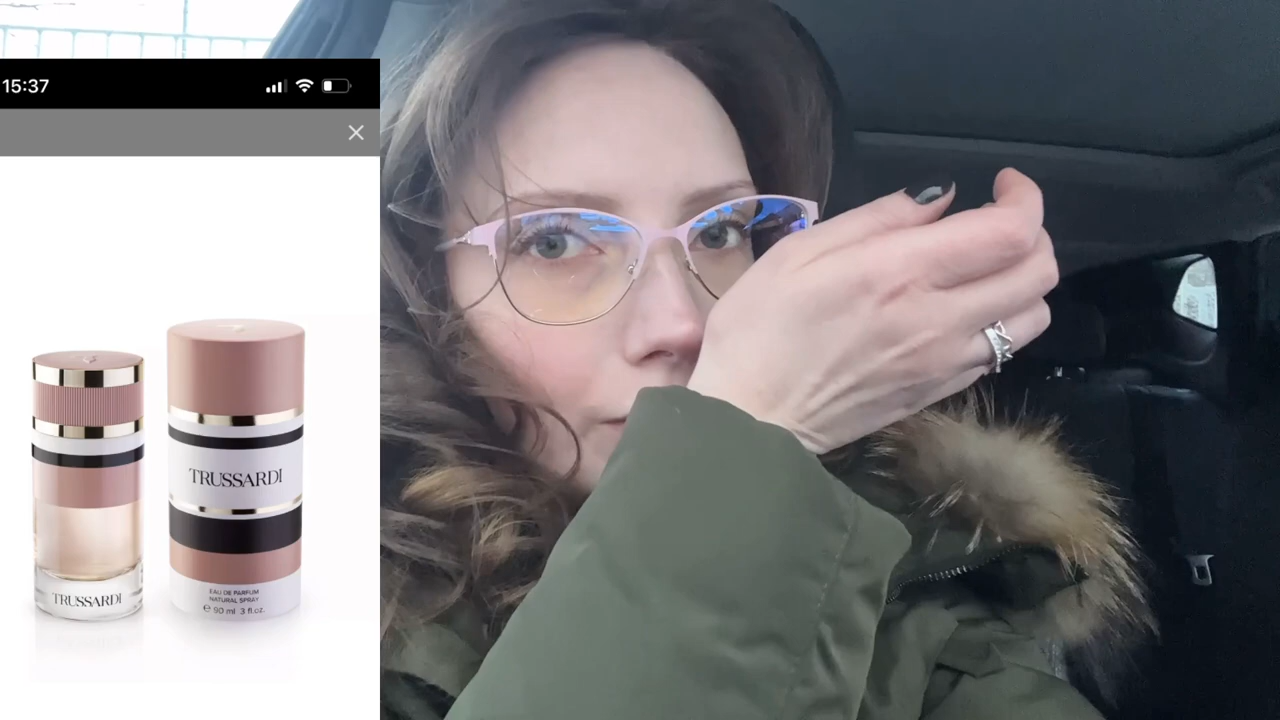 15:37
TRUSSARDI
EAU DE PARFUM
NATURAL SPRAY
℮ 90 ml 3 fl.oz.
TRUSSARDI